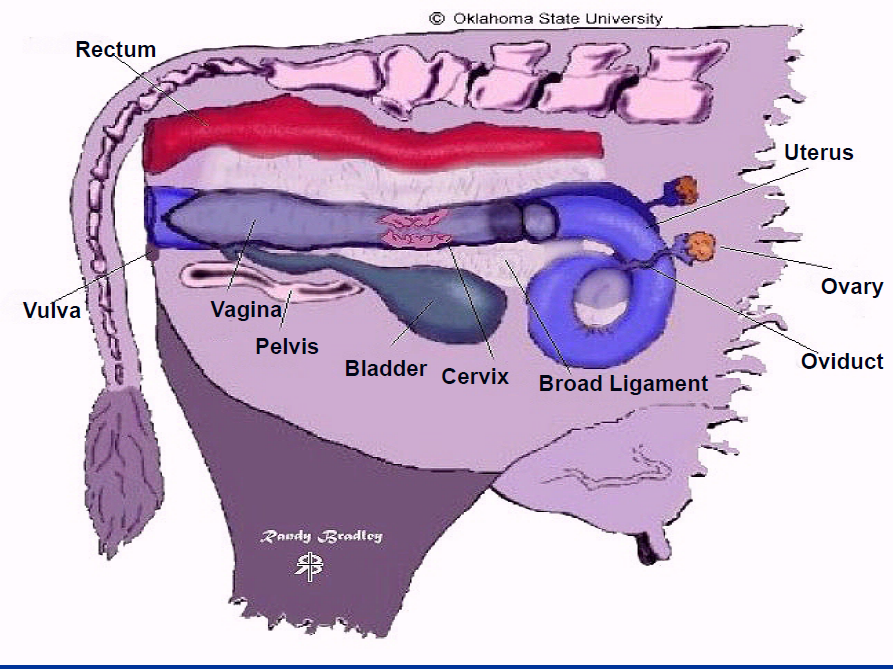 © Oklahoma State University
Rectum
Uterus
Ovary
Vulva
Vagina
Pelvis
Oviduct
Bladder
Cervix
Broad Ligament
Randy Bradley